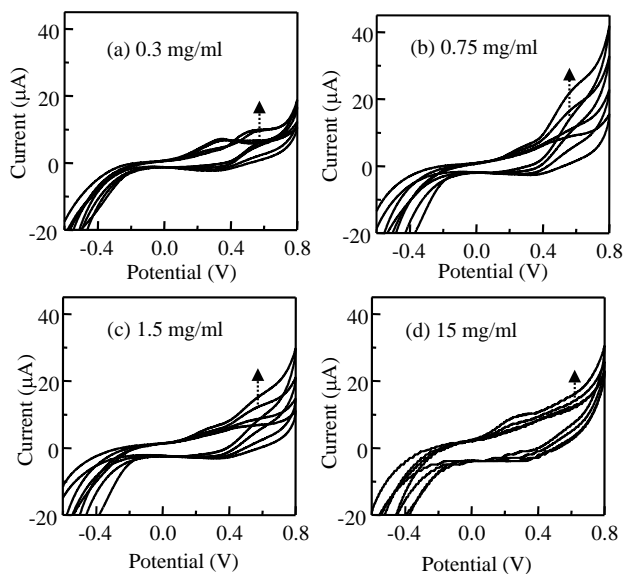 (a) 0.3 mg/ml
Current (μA)
40
20
0
-20
-0.4
0.0
0.4
0.8
Potential (V)
(b) 0.75 mg/ml
Current (μA)
40
20
0
-20
-0.4
0.0
0.4
0.8
Potential (V)
(c) 1.5 mg/ml
Current (μA)
40
20
0
-20
-0.4
0.0
0.4
0.8
Potential (V)
(d) 15 mg/ml
Current (μA)
40
20
0
-20
-0.4
0.0
0.4
0.8
Potential (V)